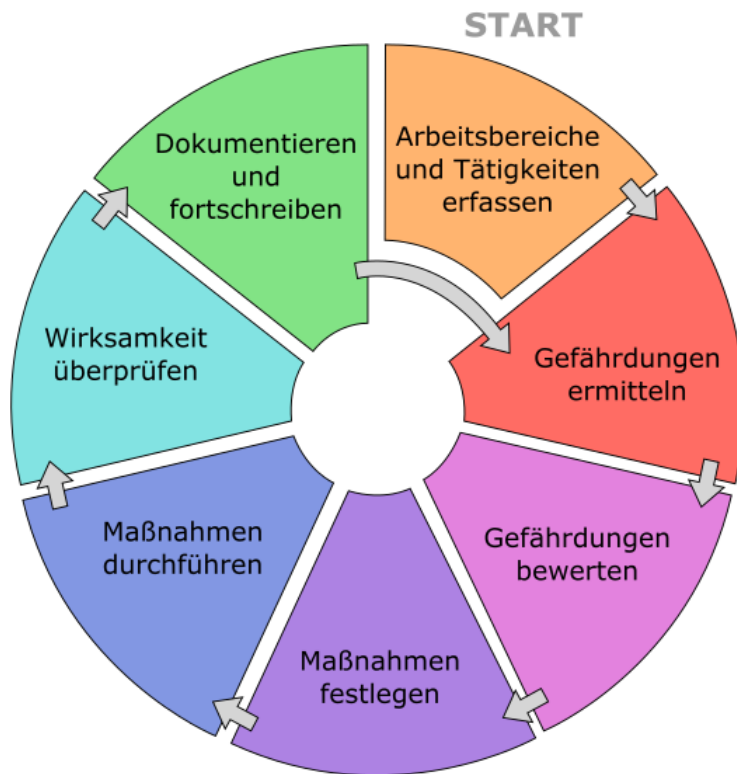 START
Arbeitsbereiche
und Tätigkeiten
erfassen
Gefährdungen
ermitteln
Gefährdungen
bewerten
Maßnahmen
festlegen
Maßnahmen
durchführen
Wirksamkeit
überprüfen
Dokumentieren
und
fortschreiben